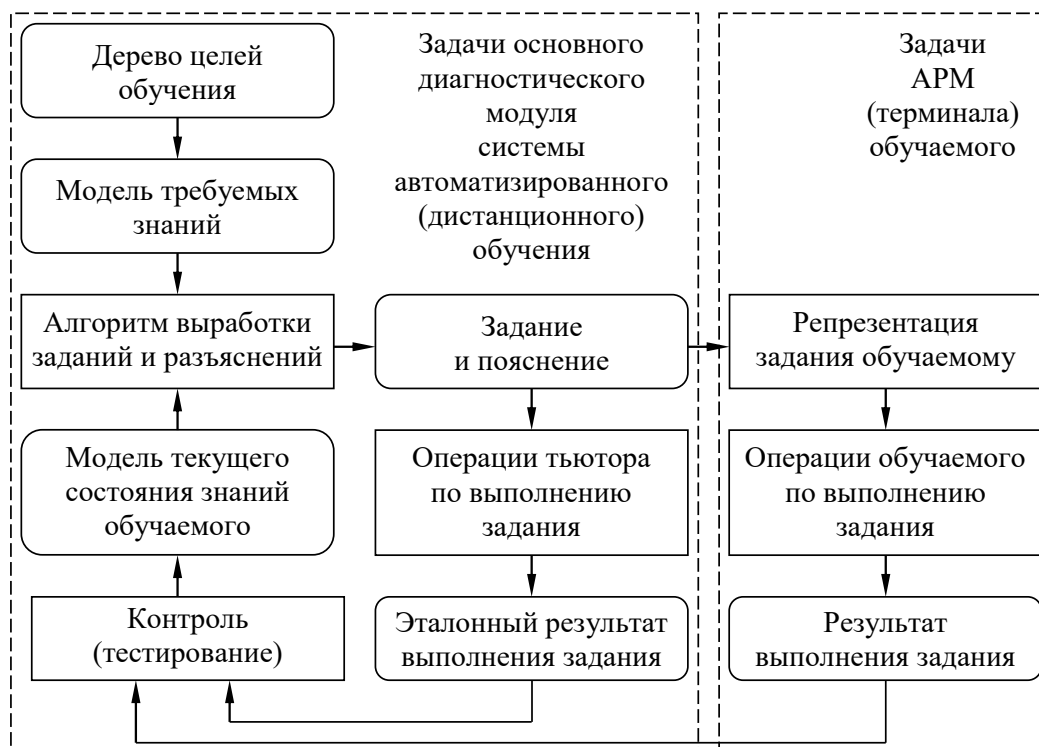 Дерево целей
обучения
Задачи основного
диагностического
модуля
системы
автоматизированного
(дистанционного)
обучения
Задачи
АРМ
(терминала)
обучаемого
Модель требуемых
знаний
Алгоритм выработки
заданий и разъяснений
Задание
и пояснение
Репрезентация
задания обучаемому
Модель текущего
состояния знаний
обучаемого
Операции тьютора
по выполнению
задания
Операции обучаемого
по выполнению
задания
Контроль
(тестирование)
Эталонный результат
выполнения задания
Результат
выполнения задания